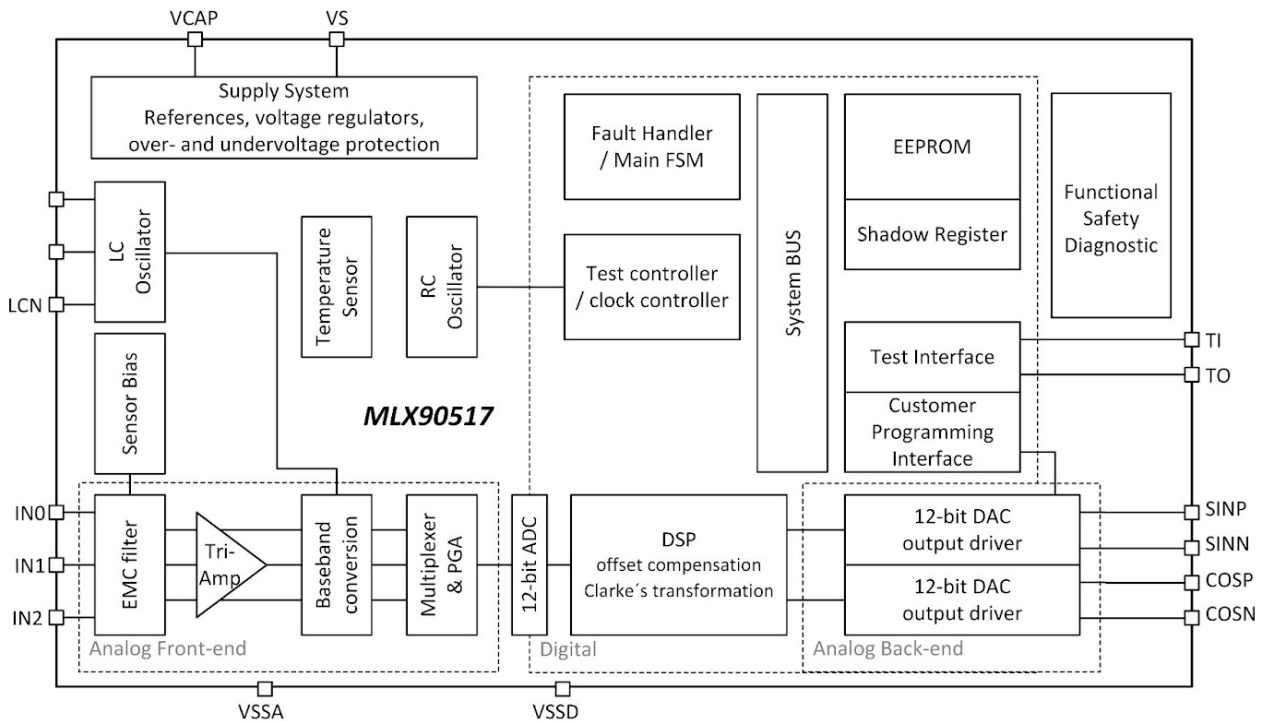 VCAP
VS
Supply System
References, voltage regulators,
over- and undervoltage protection
Fault Handler
/ Main FSM
EEPROM
Functional
Safety
Diagnostic
Shadow Register
LC
Oscillator
LCN
Temperature
Sensor
RC
Oscillator
Test controller
/ clock controller
System BUS
Test Interface
TI
TO
Customer
Programming
Interface
Sensor Bias
MLX90517
IN0
IN1
IN2
EMC filter
Tri-
Amp
Baseband
conversion
Multiplexer
& PGA
12-bit ADC
DSP
offset compensation
Clarke´s transformation
12-bit DAC
output driver
12-bit DAC
output driver
SINP
SINN
COSP
COSN
Analog Front-end
Digital
Analog Back-end
VSSA
VSSD